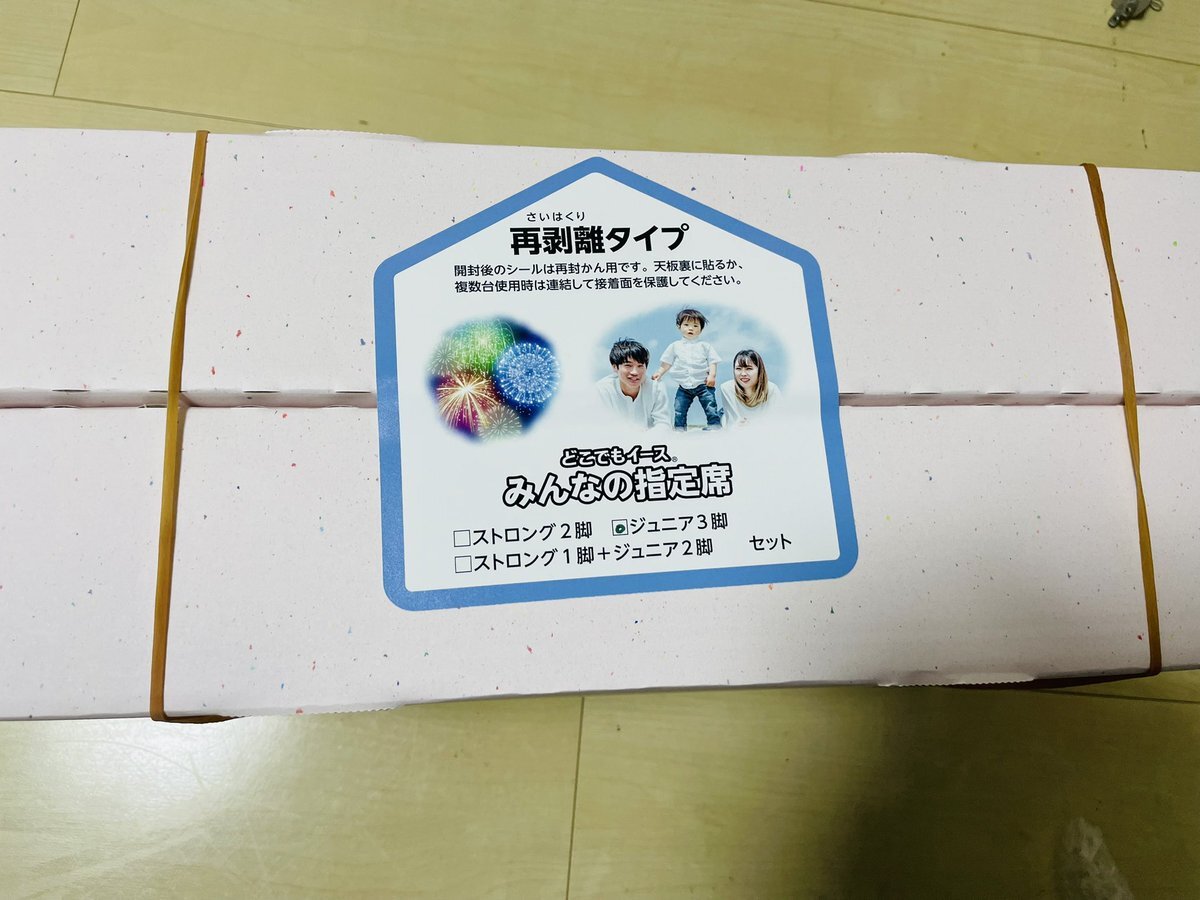 さいはくり
再剥離タイプ
開封後のシールは再封かん用です。天板裏に貼るか、
複数台使用時は連結して接着面を保護してください。
どこでもイース®
みんなの指定席
□ストロング2脚 ◘ジュニア3脚
□ストロング1脚+ジュニア2脚 セット